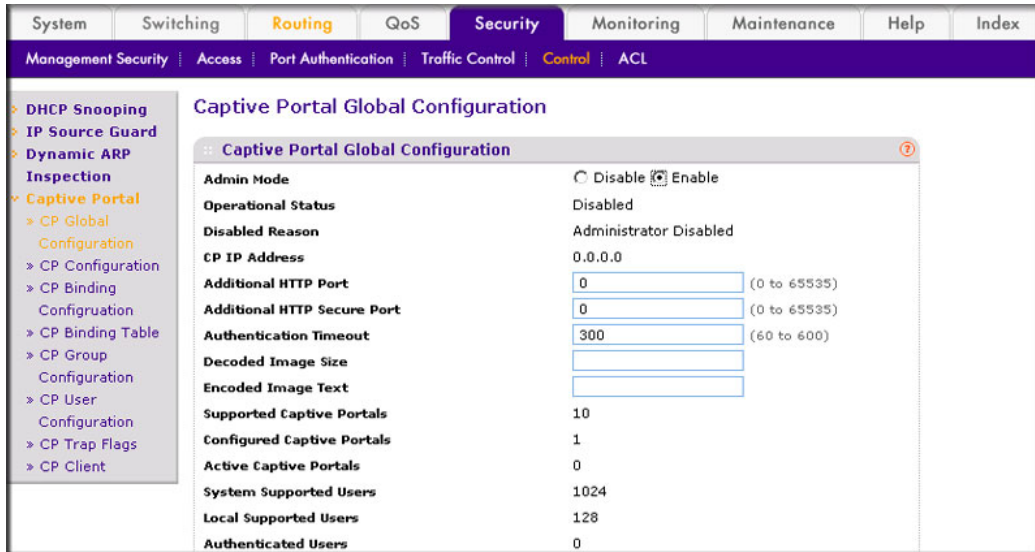 System Switching Routing QoS Security Monitoring Maintenance Help Index
Management Security Access Port Authentication Traffic Control Control ACL
DHCP Snooping
IP Source Guard
Dynamic ARP
Inspection
Captive Portal
» CP Global
Configuration
» CP Configuration
» CP Binding
Configruation
» CP Binding Table
» CP Group
Configuration
» CP User
Configuration
» CP Trap Flags
» CP Client
Captive Portal Global Configuration
Captive Portal Global Configuration ?
Admin Mode Disable Enable
Operational Status Disabled
Disabled Reason Administrator Disabled
CP IP Address 0.0.0.0
Additional HTTP Port 0 (0 to 65535)
Additional HTTP Secure Port 0 (0 to 65535)
Authentication Timeout 300 (60 to 600)
Decoded Image Size
Encoded Image Text
Supported Captive Portals 10
Configured Captive Portals 1
Active Captive Portals 0
System Supported Users 1024
Local Supported Users 128
Authenticated Users 0